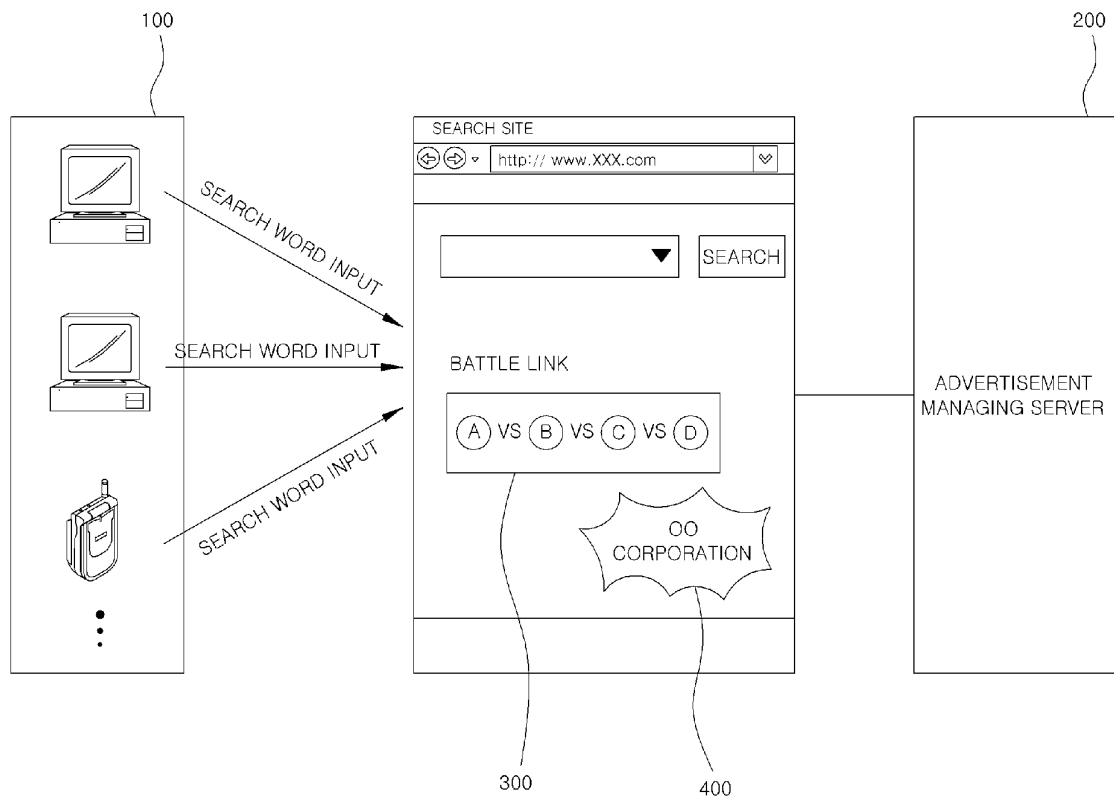 100
200
SEARCH SITE
http:// www.XXX.com
SEARCH WORD INPUT
SEARCH
SEARCH WORD INPUT
BATTLE LINK
A VS B VS C VS D
SEARCH WORD INPUT
ADVERTISEMENT
MANAGING SERVER
OO
CORPORATION
300
400